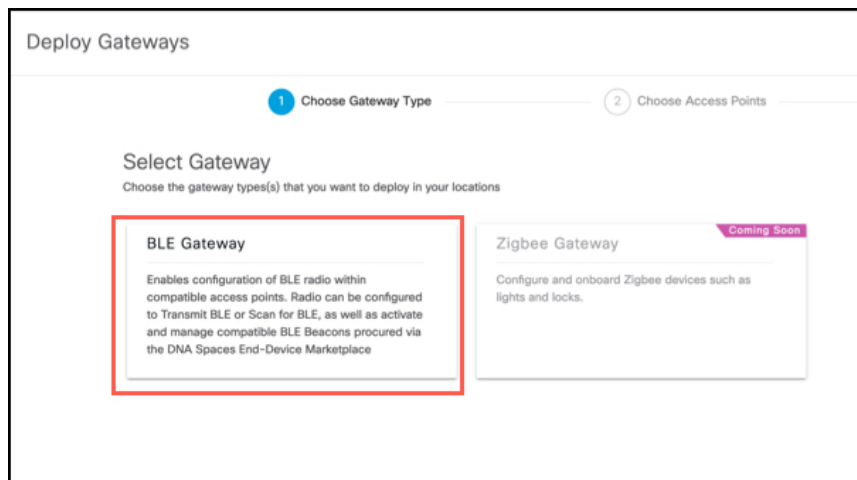 Deploy Gateways
1 Choose Gateway Type
2 Choose Access Points
Select Gateway
Choose the gateway types(s) that you want to deploy in your locations
BLE Gateway
Enables configuration of BLE radio within
compatible access points. Radio can be configured
to Transmit BLE or Scan for BLE, as well as activate
and manage compatible BLE Beacons procured via
the DNA Spaces End-Device Marketplace
Coming Soon
Zigbee Gateway
Configure and onboard Zigbee devices such as
lights and locks.